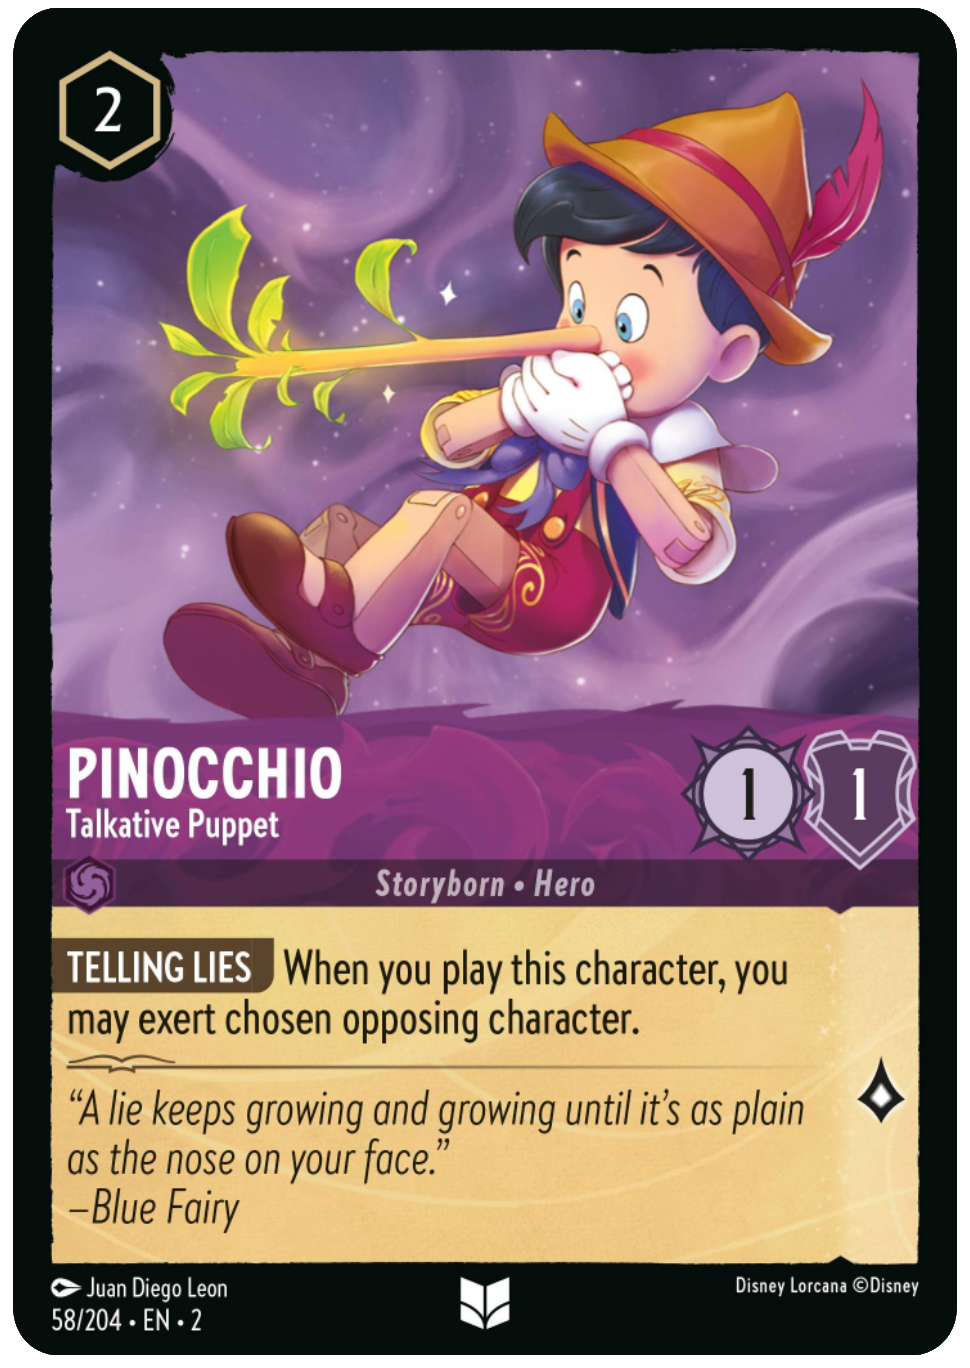 2
PINOCCHIO
Talkative Puppet
1 1
Storyborn • Hero
TELLING LIES When you play this character, you
may exert chosen opposing character.
“A lie keeps growing and growing until it’s as plain
as the nose on your face.”
–Blue Fairy
Juan Diego Leon
58/204 • EN • 2
Disney Lorcana ©Disney